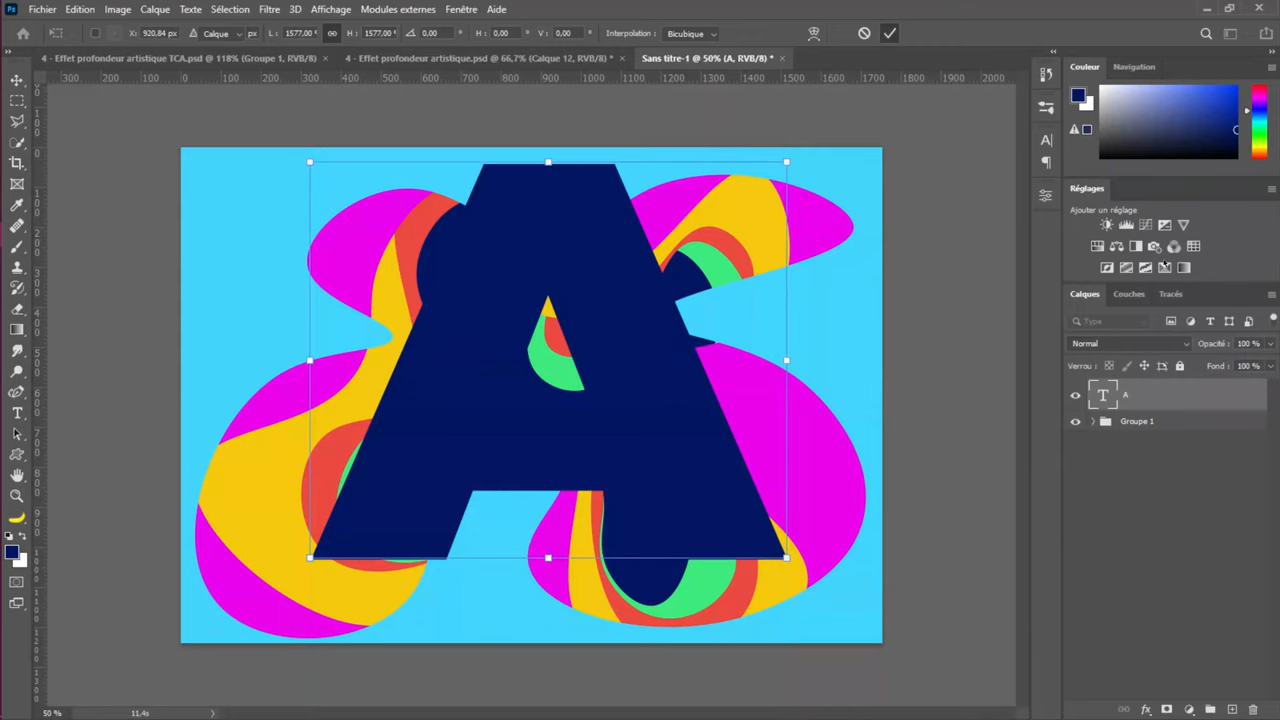 Ps Fichier Edition Image Calque Texte Sélection Filtre 3D Affichage Modules externes Fenêtre Aide
X: 920,84 px Calque px L: 1577,00 H: 1577,00 0,00 ° H: 0,00 ° V: 0,00 ° Interpolation : Bicubique
4 - Effet profondeur artistique TCA.psd @ 118% (Groupe 1, RVB/8) × 4 - Effet profondeur artistique.psd @ 66,7% (Calque 12, RVB/8) * × Sans titre-1 @ 50% (A, RVB/8) * ×
300 200 100 0 100 200 300 400 500 600 700 800 900 1000 1100 1200 1300 1400 1500 1600 1700 1800 1900 2000
Couleur Navigation
Réglages
Ajouter un réglage
Calques Couches Tracés
Type
Normal Opacité : 100 %
Verrou : Fond : 100 %
T A
Groupe 1
A
50 % 11,4s